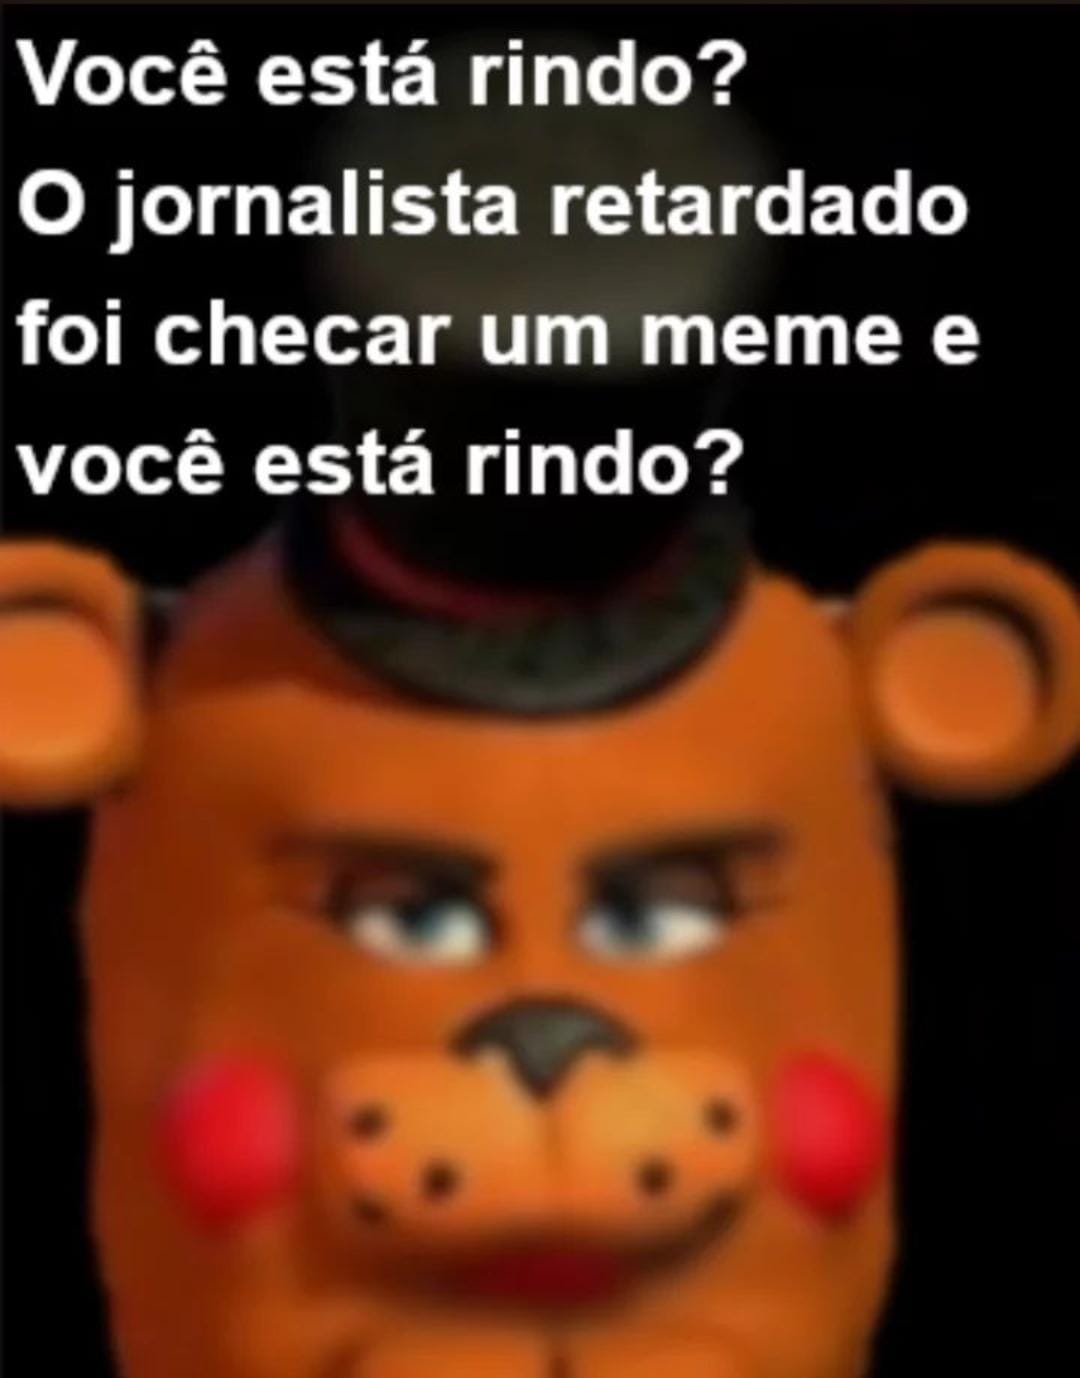 Você está rindo?
O jornalista retardado
foi checar um meme e
você está rindo?